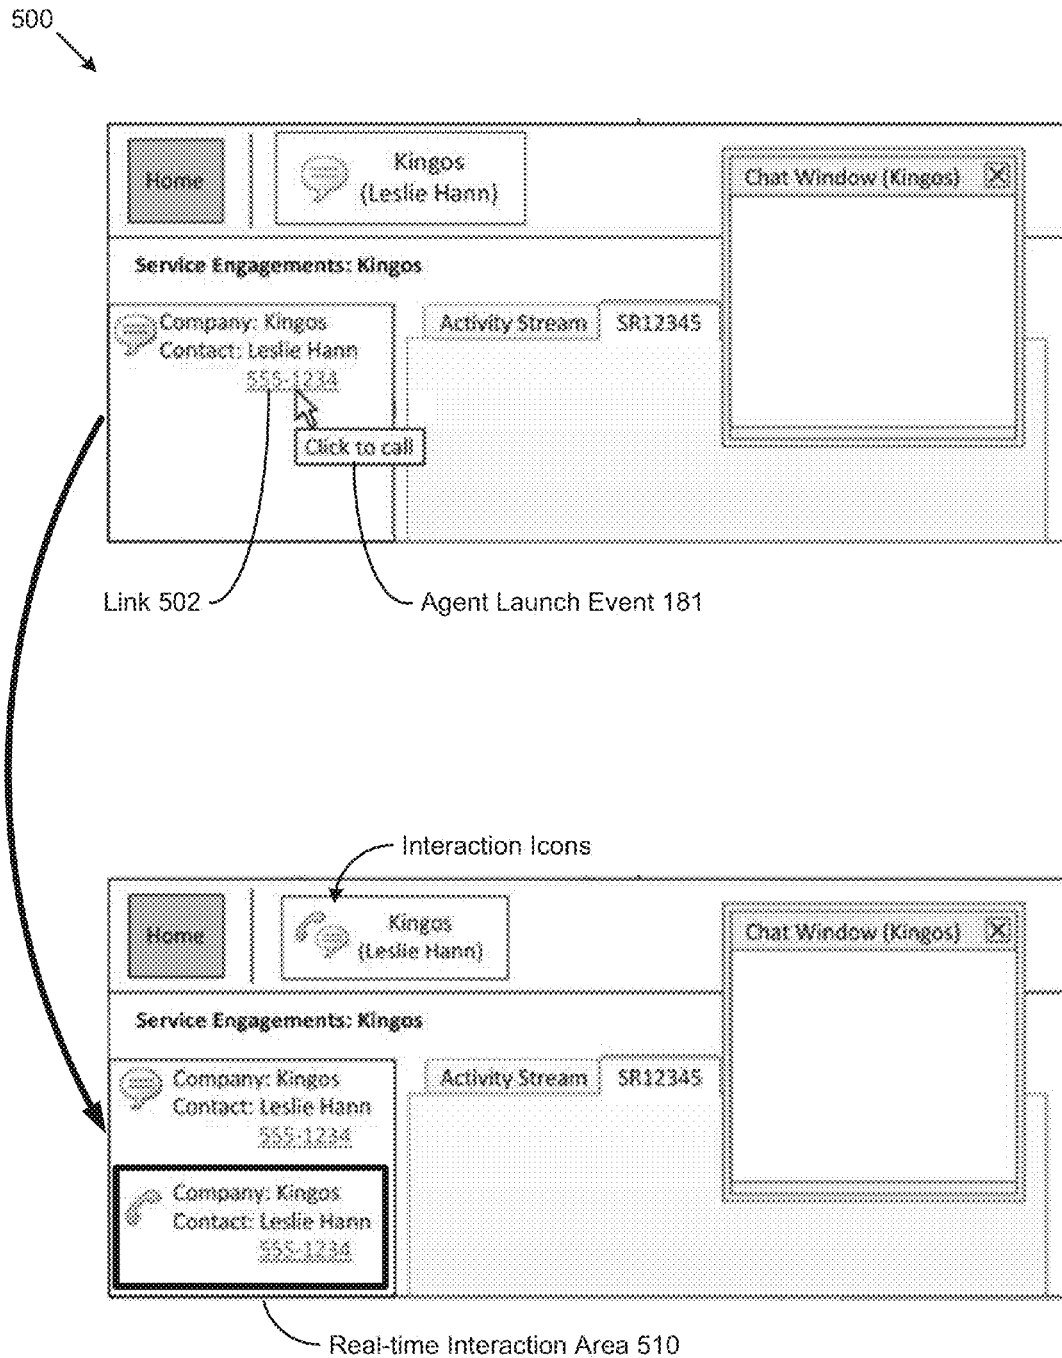 500
Home
Kingos
(Leslie Hann)
Chat Window (Kingos)
Service Engagements: Kingos
Company: Kingos
Contact: Leslie Hann
555-1234
Click to call
Activity Stream
SR12345
Link 502
Agent Launch Event 181
Interaction Icons
Home
Kingos
(Leslie Hann)
Chat Window (Kingos)
Service Engagements: Kingos
Company: Kingos
Contact: Leslie Hann
555-1234
Activity Stream
SR12345
Company: Kingos
Contact: Leslie Hann
555-1234
Real-time Interaction Area 510